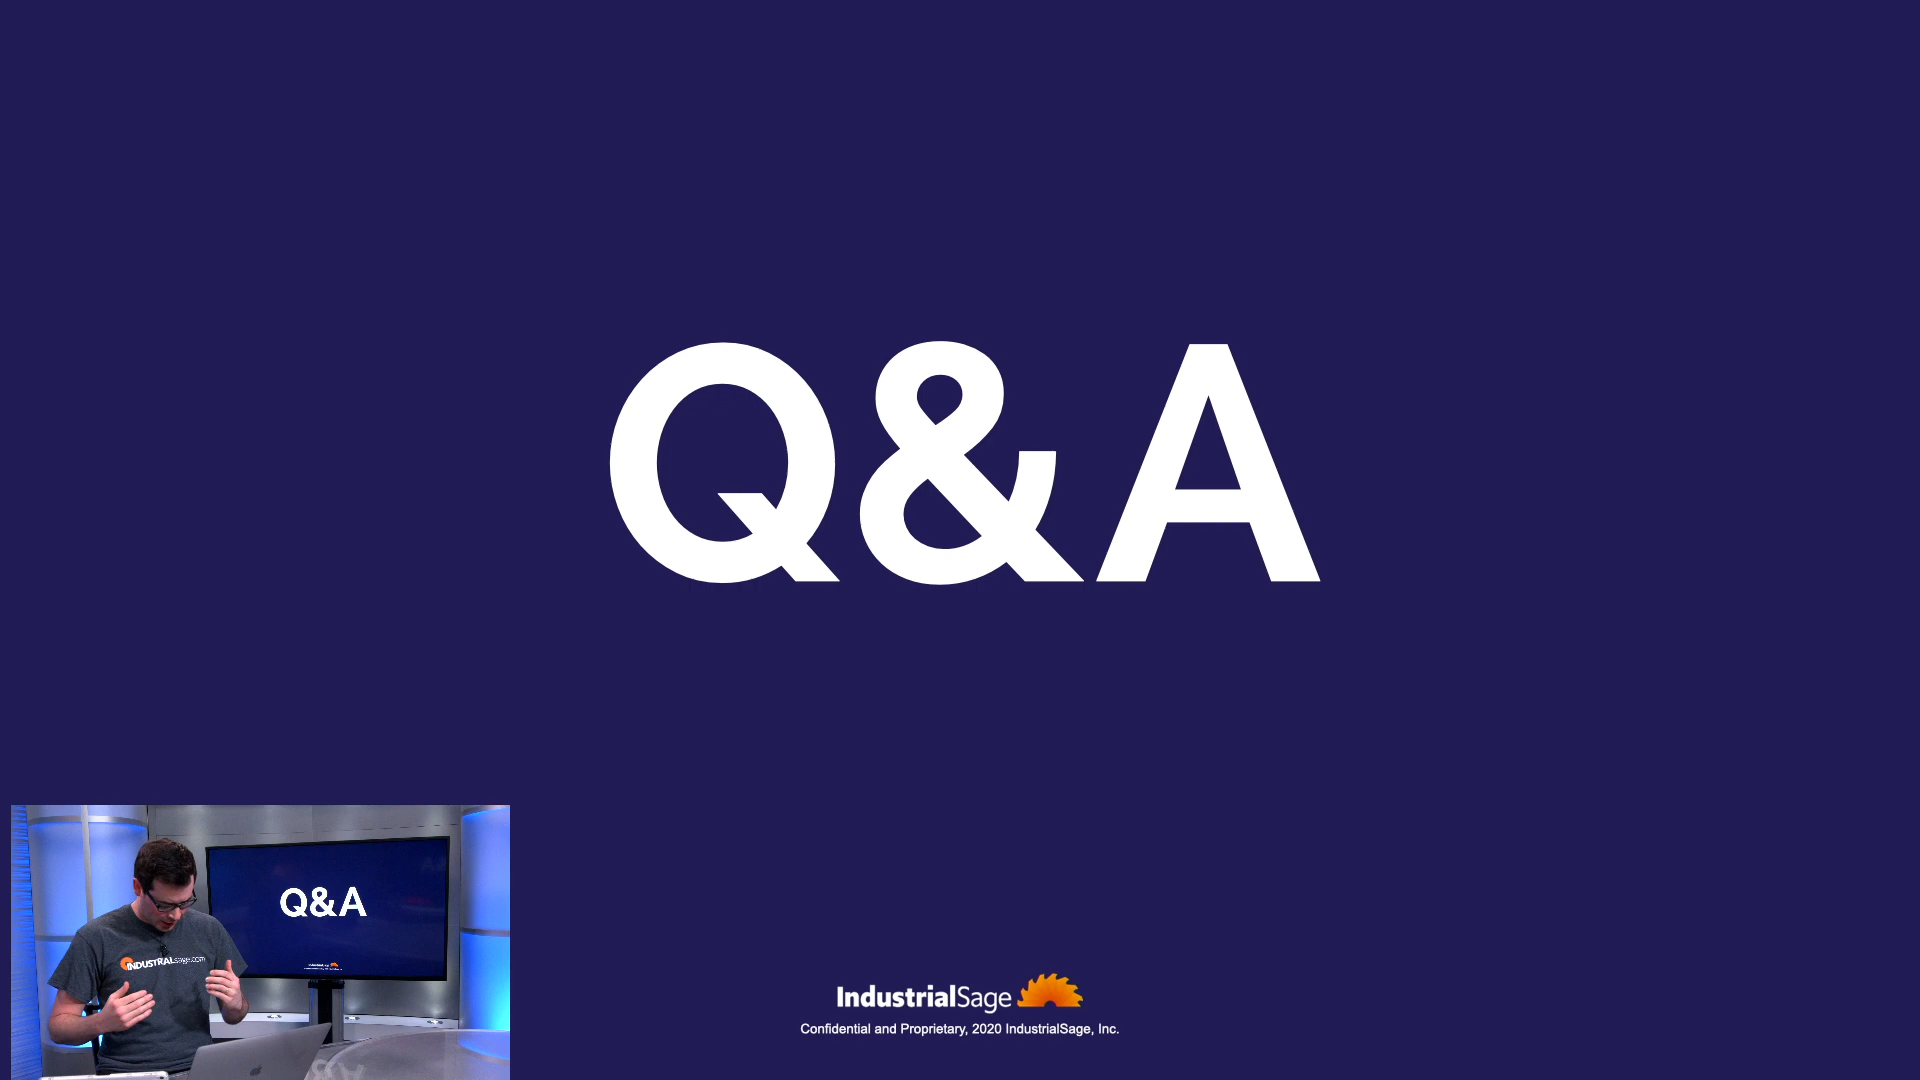 Q&A
Q&A
INDUSTRIALsage.com
IndustrialSage
Confidential and Proprietary, 2020 IndustrialSage, Inc.